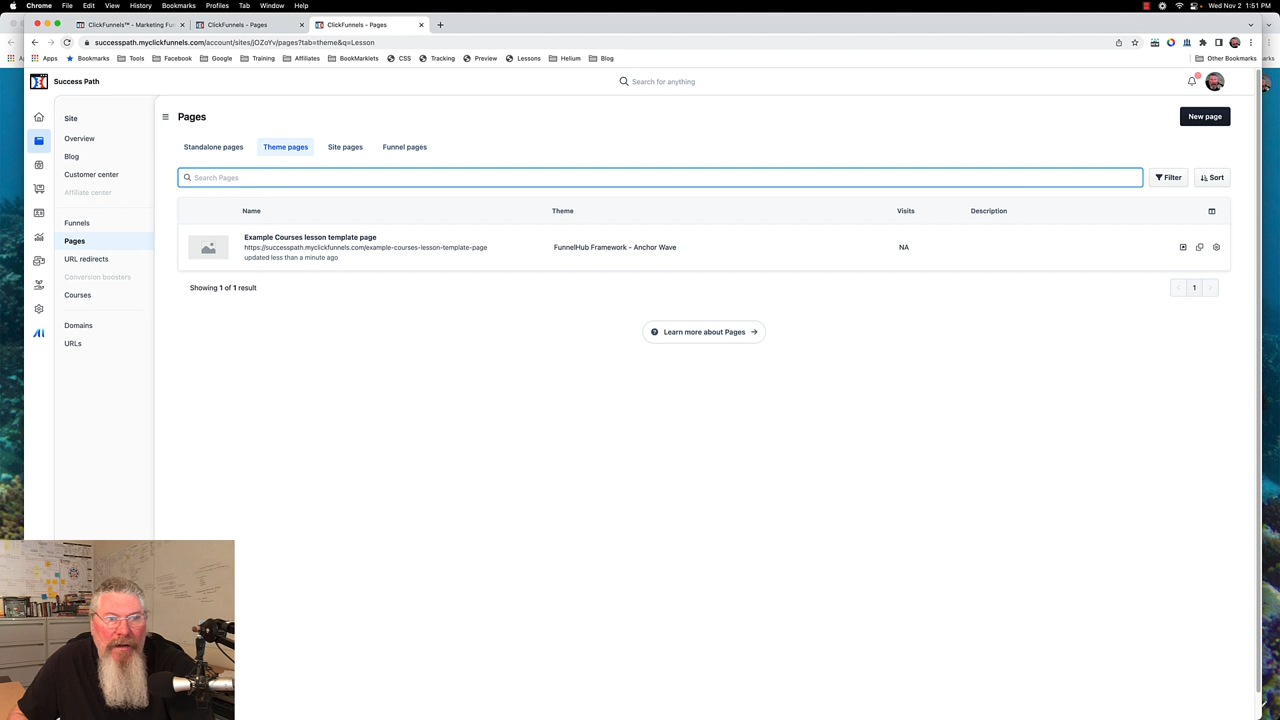 Chrome File Edit View History Bookmarks Profiles Tab Window Help
Wed Nov 2 1:51 PM
ClickFunnels™ - Marketing Fun
ClickFunnels - Pages
ClickFunnels - Pages
successpath.myclickfunnels.com/account/sites/jOZoYv/pages?tab=theme&q=Lesson
Bookmarks Tools Facebook Google Training Affiliates BookMarklets CSS Tracking Preview Lessons Helium Blog Other Bookmarks
Success Path
Search for anything
Site
Overview
Blog
Customer center
Affiliate center
Funnels
Pages
URL redirects
Conversion boosters
Courses
Domains
URLs
Pages
New page
Standalone pages Theme pages Site pages Funnel pages
Search Pages
Filter
Sort
Name Theme Visits Description
Example Courses lesson template page
https://successpath.myclickfunnels.com/example-courses-lesson-template-page
updated less than a minute ago
FunnelHub Framework - Anchor Wave
NA
Showing 1 of 1 result
1
Learn more about Pages